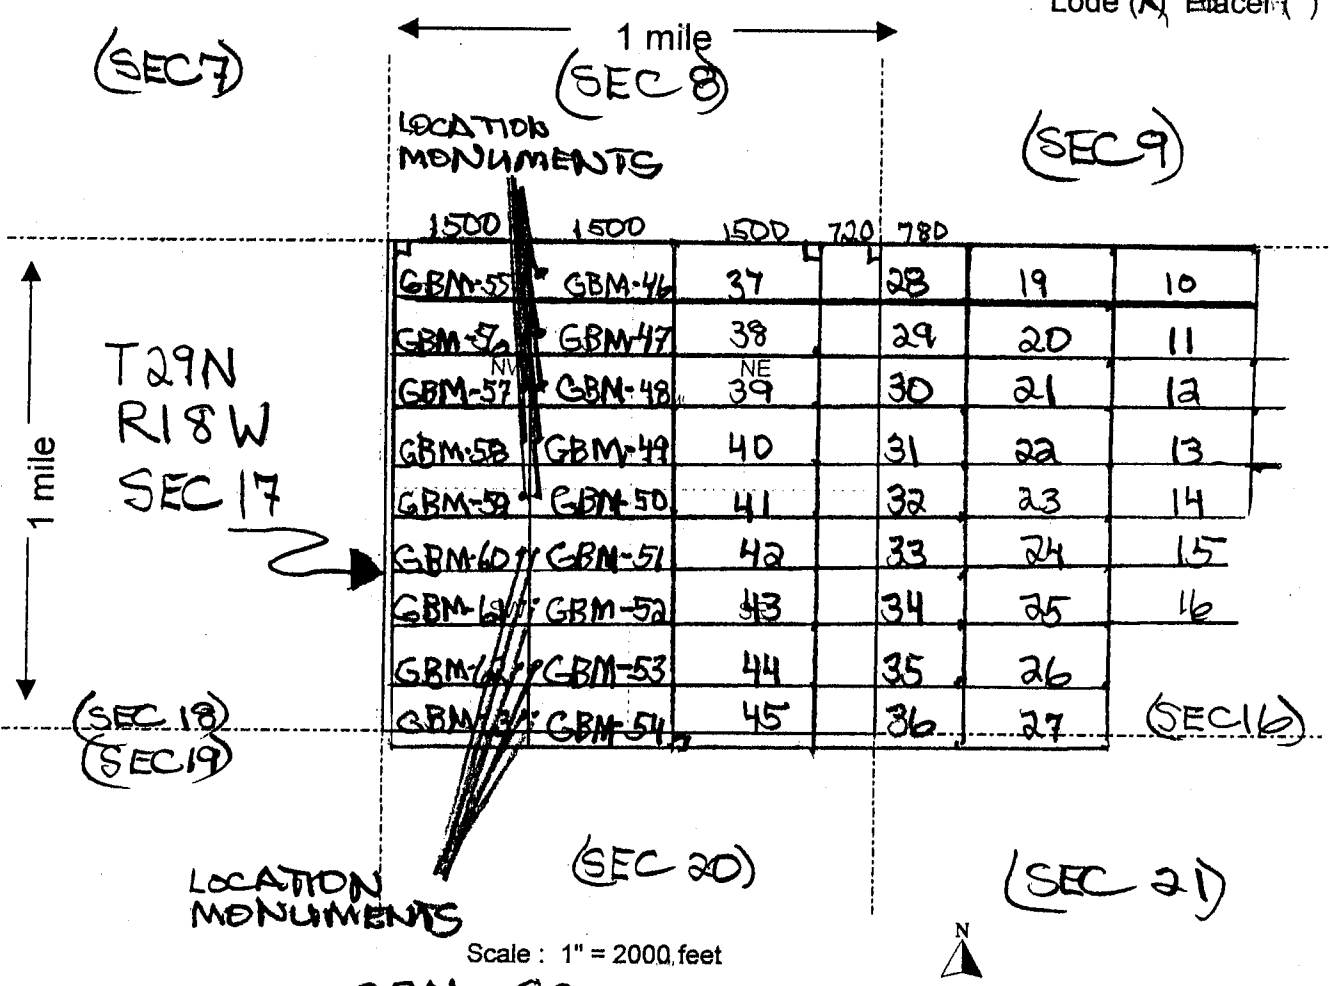 Lode (X) Placer ( )
1 mile
(SEC 7)
(SEC 8)
LOCATION
MONUMENTS
(SEC 9)
1500 1500 1500 720 780
GBM-55 GBM-46 37 28 19 10
GBM-56 GBM-47 38 29 20 11
NW NE
GBM-57 GBM-48 39 30 21 12
GBM-58 GBM-49 40 31 22 13
GBM-59 GBM-50 41 32 23 14
GBM-60 GBM-51 42 33 24 15
GBM-61 GBM-52 43 34 25 16
GBM-62 GBM-53 44 35 26
GBM-63 GBM-54 45 36 27
1 mile
T29N
R18W
SEC 17
(SEC 18)
(SEC 19)
(SEC 16)
(SEC 20)
(SEC 21)
LOCATION
MONUMENTS
Scale : 1" = 2000 feet
N